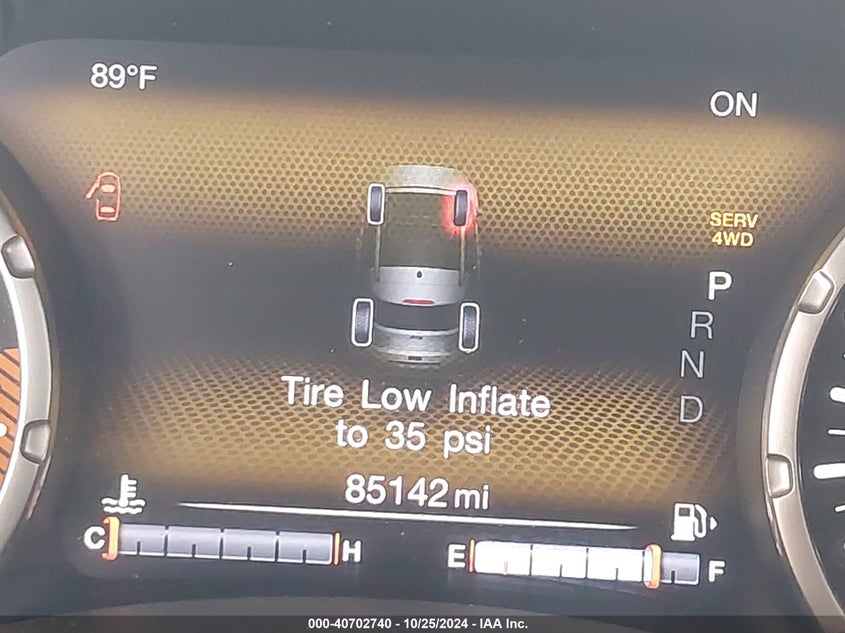 89°F
ON
SERV
4WD
P
R
N
D
Tire Low Inflate
to 35 psi
85142 mi
C H E F
000-40702740 - 10/25/2024 - IAA Inc.